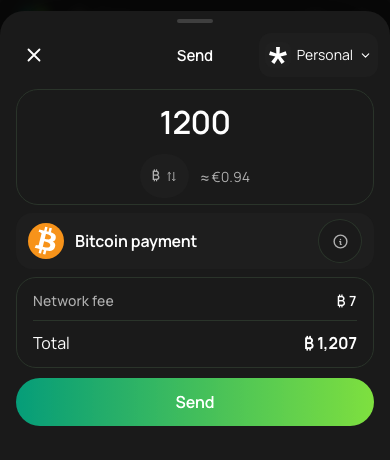 Send
Personal
1200
₿ ≈ €0.94
Bitcoin payment
Network fee ₿ 7
Total ₿ 1,207
Send